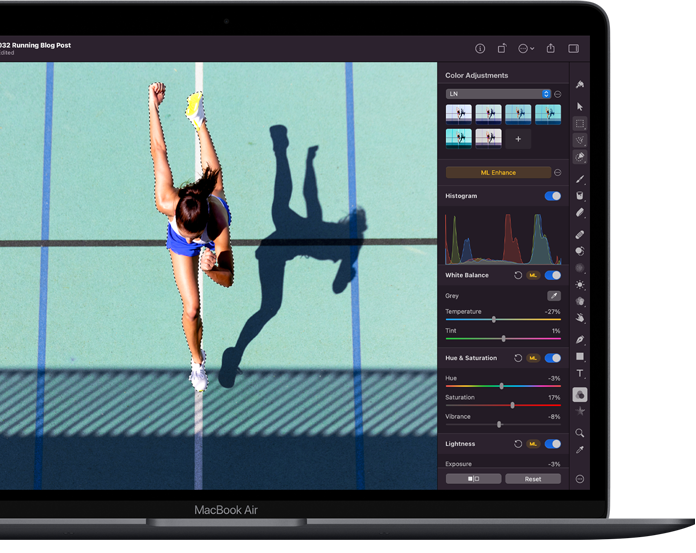 032 Running Blog Post
Edited
Color Adjustments
LN
ML Enhance
Histogram
White Balance
ML
Grey
Temperature
-27%
Tint
1%
Hue & Saturation
ML
Hue
-3%
Saturation
17%
Vibrance
-8%
Lightness
ML
Exposure
-3%
Reset
MacBook Air